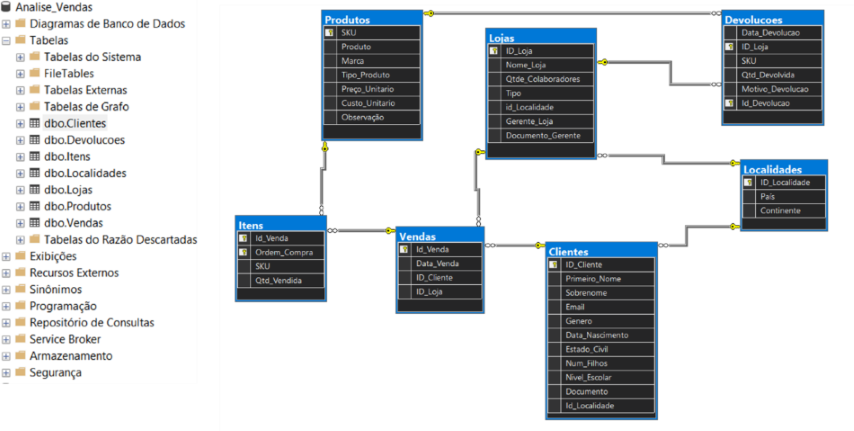 Analise_Vendas
Diagramas de Banco de Dados
Tabelas
Tabelas do Sistema
FileTables
Tabelas Externas
Tabelas de Grafo
dbo.Clientes
dbo.Devolucoes
dbo.Itens
dbo.Localidades
dbo.Lojas
dbo.Produtos
dbo.Vendas
Tabelas do Razão Descartadas
Exibições
Recursos Externos
Sinônimos
Programação
Repositório de Consultas
Service Broker
Armazenamento
Segurança
Produtos
SKU
Produto
Marca
Tipo_Produto
Preço_Unitario
Custo_Unitario
Observação
Lojas
ID_Loja
Nome_Loja
Qtde_Colaboradores
Tipo
id_Localidade
Gerente_Loja
Documento_Gerente
Devolucoes
Data_Devolucao
ID_Loja
SKU
Qtd_Devolvida
Motivo_Devolucao
Id_Devolucao
Localidades
ID_Localidade
País
Continente
Itens
Id_Venda
Ordem_Compra
SKU
Qtd_Vendida
Vendas
Id_Venda
Data_Venda
ID_Cliente
ID_Loja
Clientes
ID_Cliente
Primeiro_Nome
Sobrenome
Email
Genero
Data_Nascimento
Estado_Civil
Num_Filhos
Nivel_Escolar
Documento
Id_Localidade